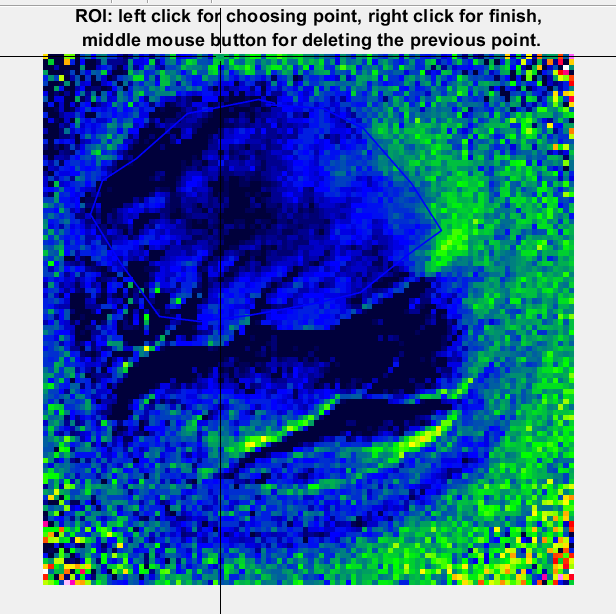 ROI: left click for choosing point, right click for finish,
middle mouse button for deleting the previous point.